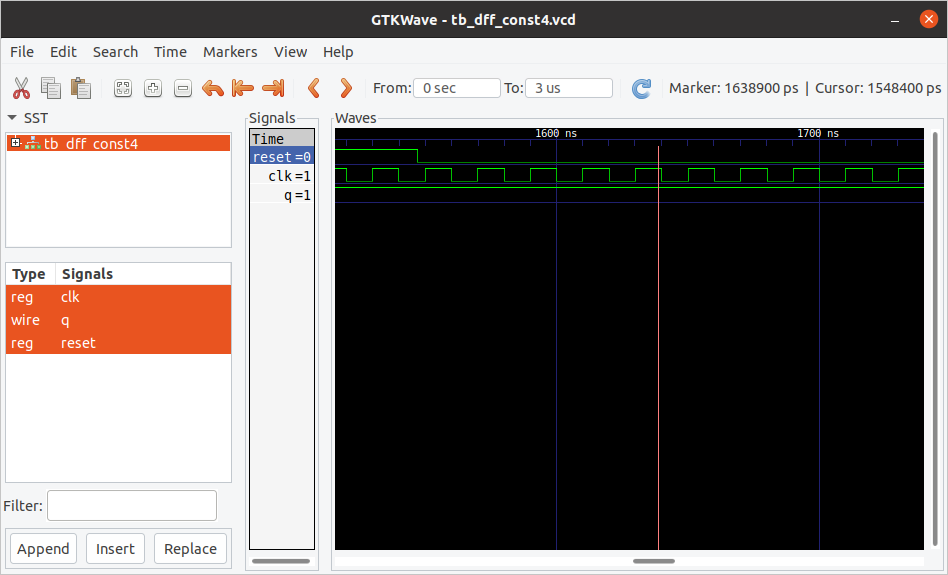 GTKWave - tb_dff_const4.vcd
File Edit Search Time Markers View Help
From: 0 sec To: 3 us Marker: 1638900 ps | Cursor: 1548400 ps
SST
tb_dff_const4
Type Signals
reg clk
wire q
reg reset
Filter:
Append Insert Replace
Signals
Time
reset=0
clk=1
q=1
Waves
1600 ns 1700 ns